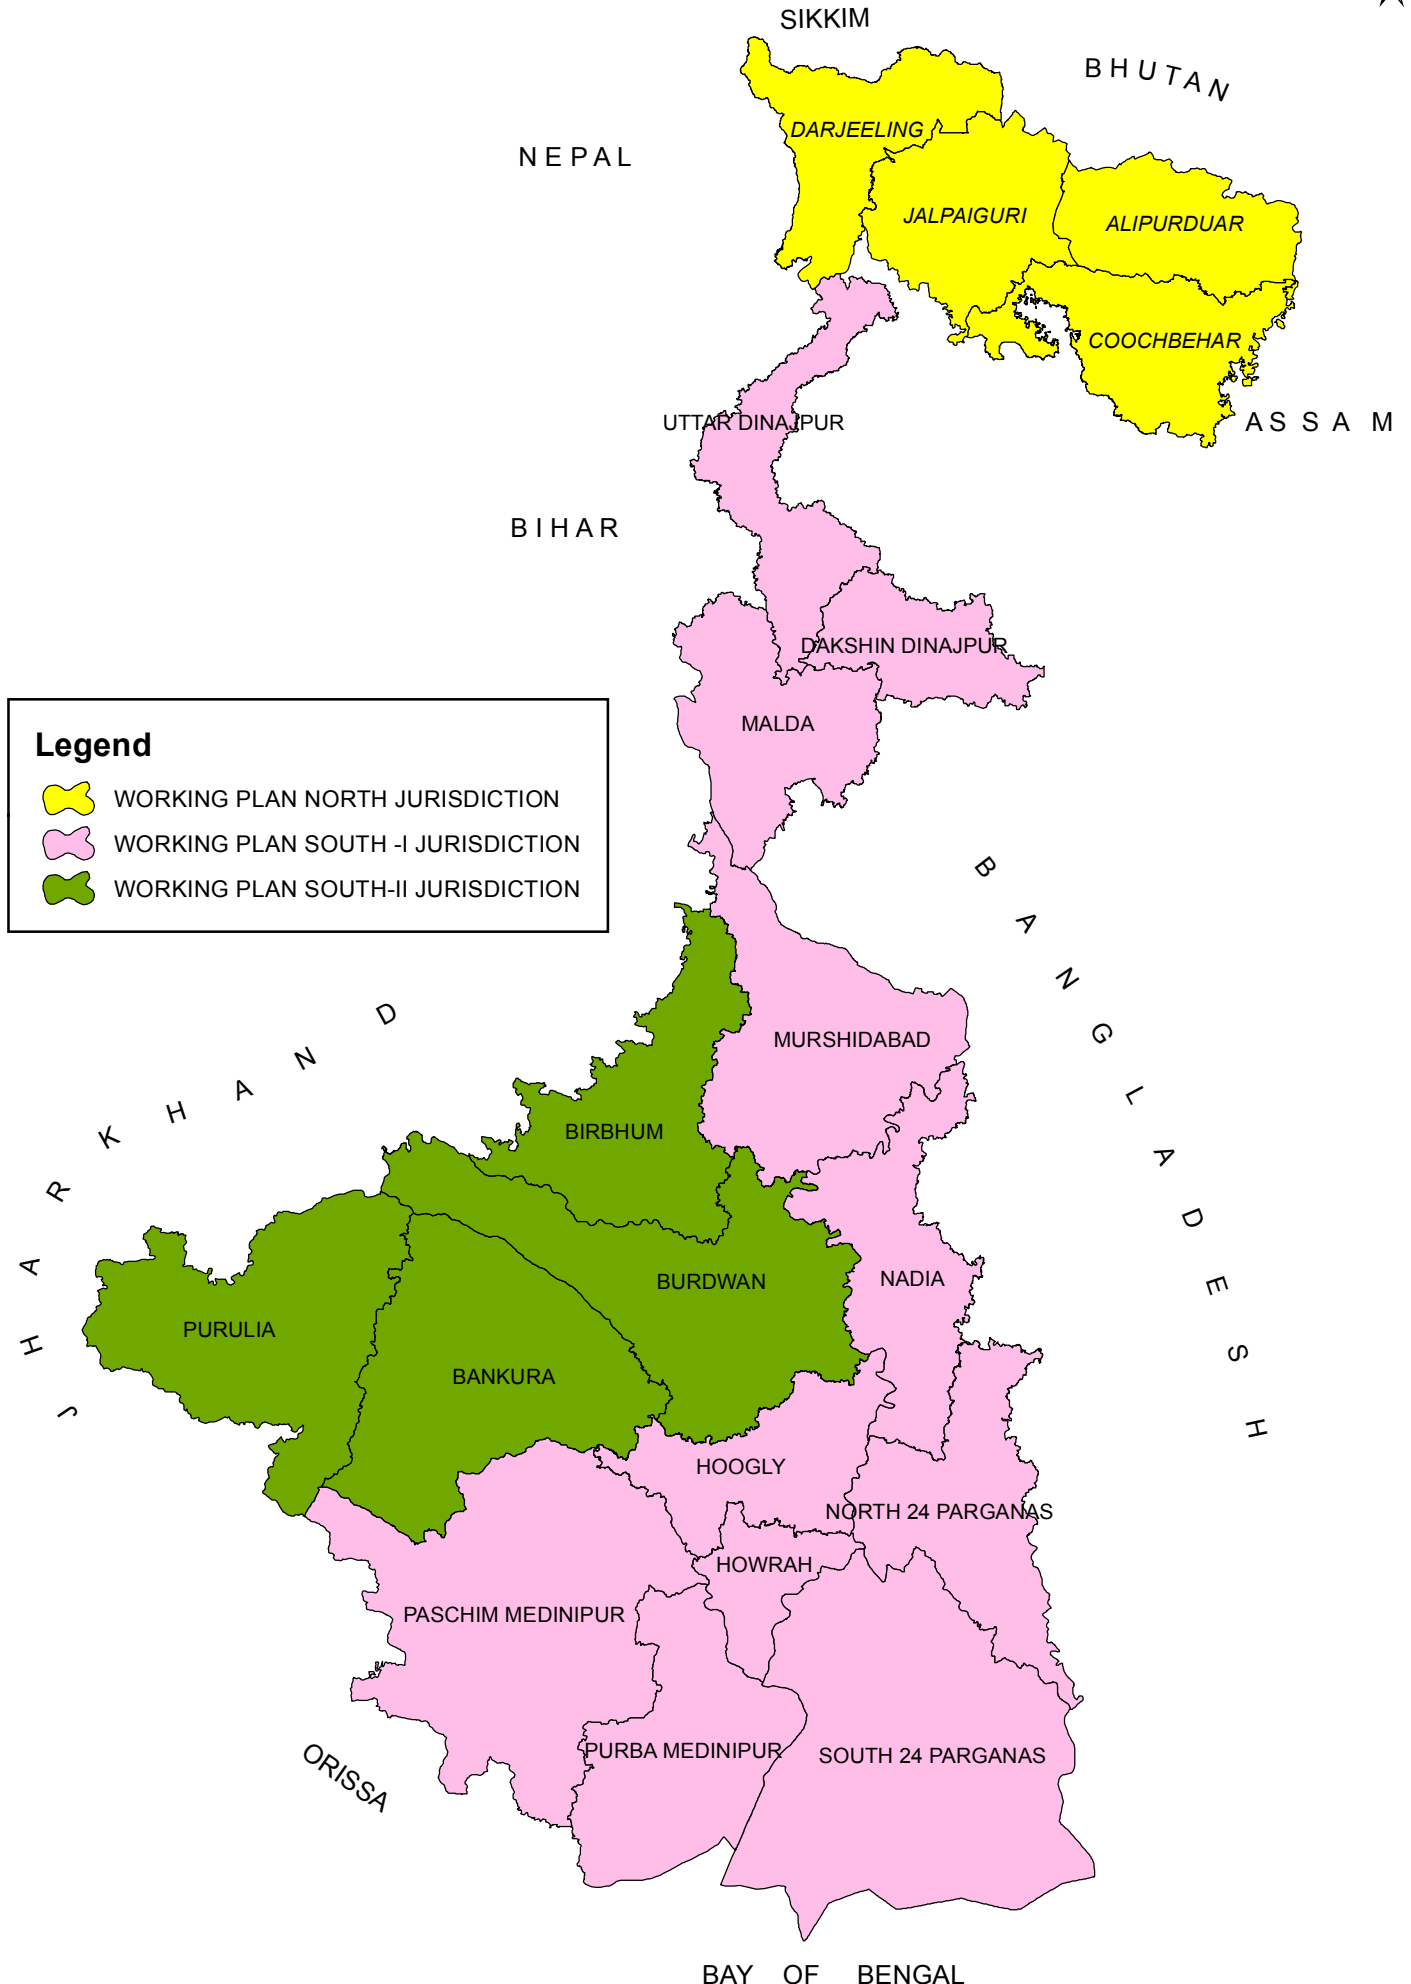 SIKKIM
BHUTAN
NEPAL
DARJEELING
JALPAIGURI
ALIPURDUAR
COOCHBEHAR
ASSAM
UTTAR DINAJPUR
BIHAR
DAKSHIN DINAJPUR
MALDA
Legend
WORKING PLAN NORTH JURISDICTION
WORKING PLAN SOUTH -I JURISDICTION
WORKING PLAN SOUTH-II JURISDICTION
BANGLADESH
JHARKHAND
MURSHIDABAD
BIRBHUM
BURDWAN
NADIA
PURULIA
BANKURA
HOOGLY
NORTH 24 PARGANAS
HOWRAH
PASCHIM MEDINIPUR
PURBA MEDINIPUR
SOUTH 24 PARGANAS
ORISSA
BAY OF BENGAL